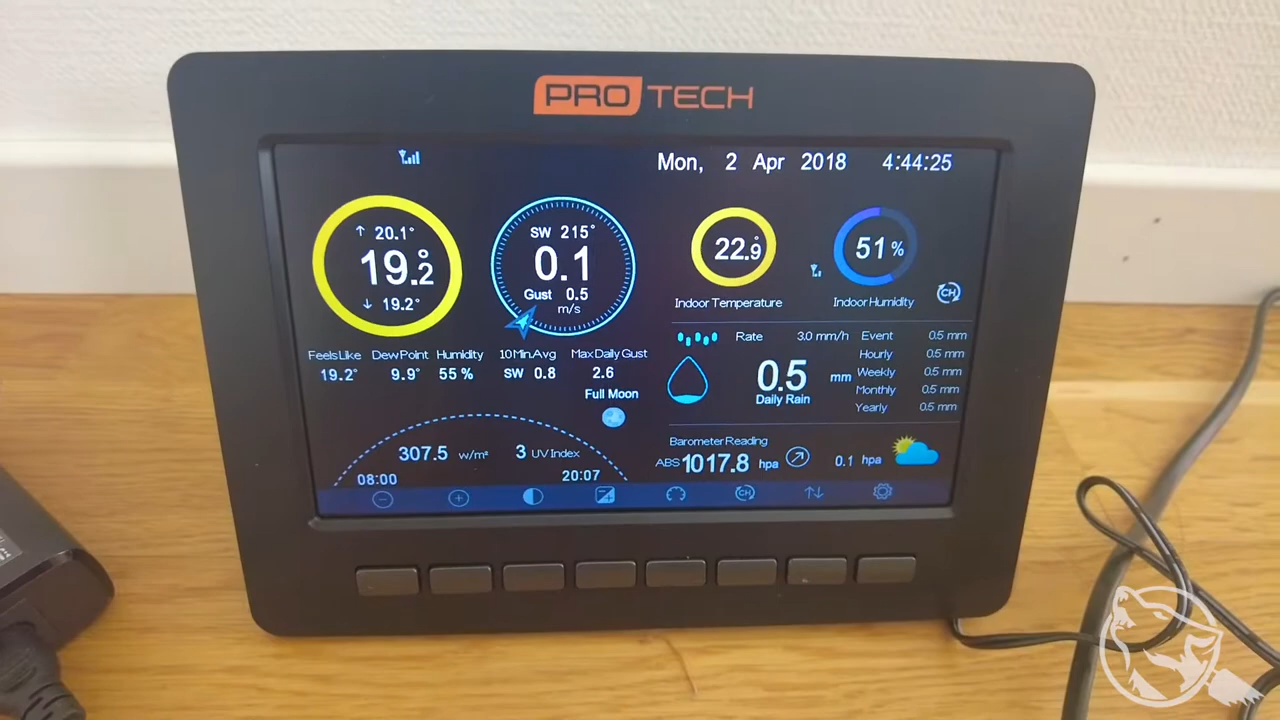 PRO TECH
Mon, 2 Apr 2018 4:44:25
↑ 20.1°
19.2°
↓ 19.2°
SW 215°
0.1
Gust 0.5
m/s
22.9°
Indoor Temperature
51%
Indoor Humidity
CH
Feels Like Dew Point Humidity 10 Min Avg Max Daily Gust
19.2° 9.9° 55 % SW 0.8 2.6
Full Moon
307.5 w/m² 3 UV Index
08:00 20:07
Rate 3.0 mm/h
0.5 mm
Daily Rain
Event 0.5 mm
Hourly 0.5 mm
Weekly 0.5 mm
Monthly 0.5 mm
Yearly 0.5 mm
Barometer Reading
ABS 1017.8 hpa 0.1 hpa
CH